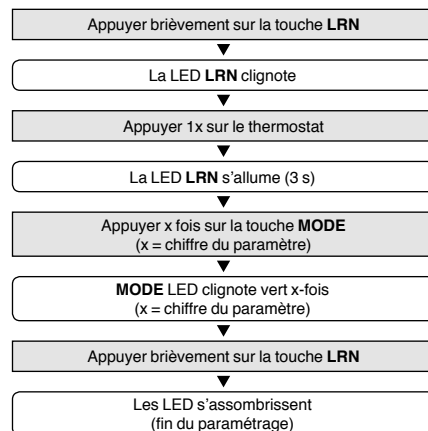 Appuyer brièvement sur la touche LRN
La LED LRN clignote
Appuyer 1x sur le thermostat
La LED LRN s'allume (3 s)
Appuyer x fois sur la touche MODE
(x = chiffre du paramètre)
MODE LED clignote vert x-fois
(x = chiffre du paramètre)
Appuyer brièvement sur la touche LRN
Les LED s'assombrissent
(fin du paramétrage)